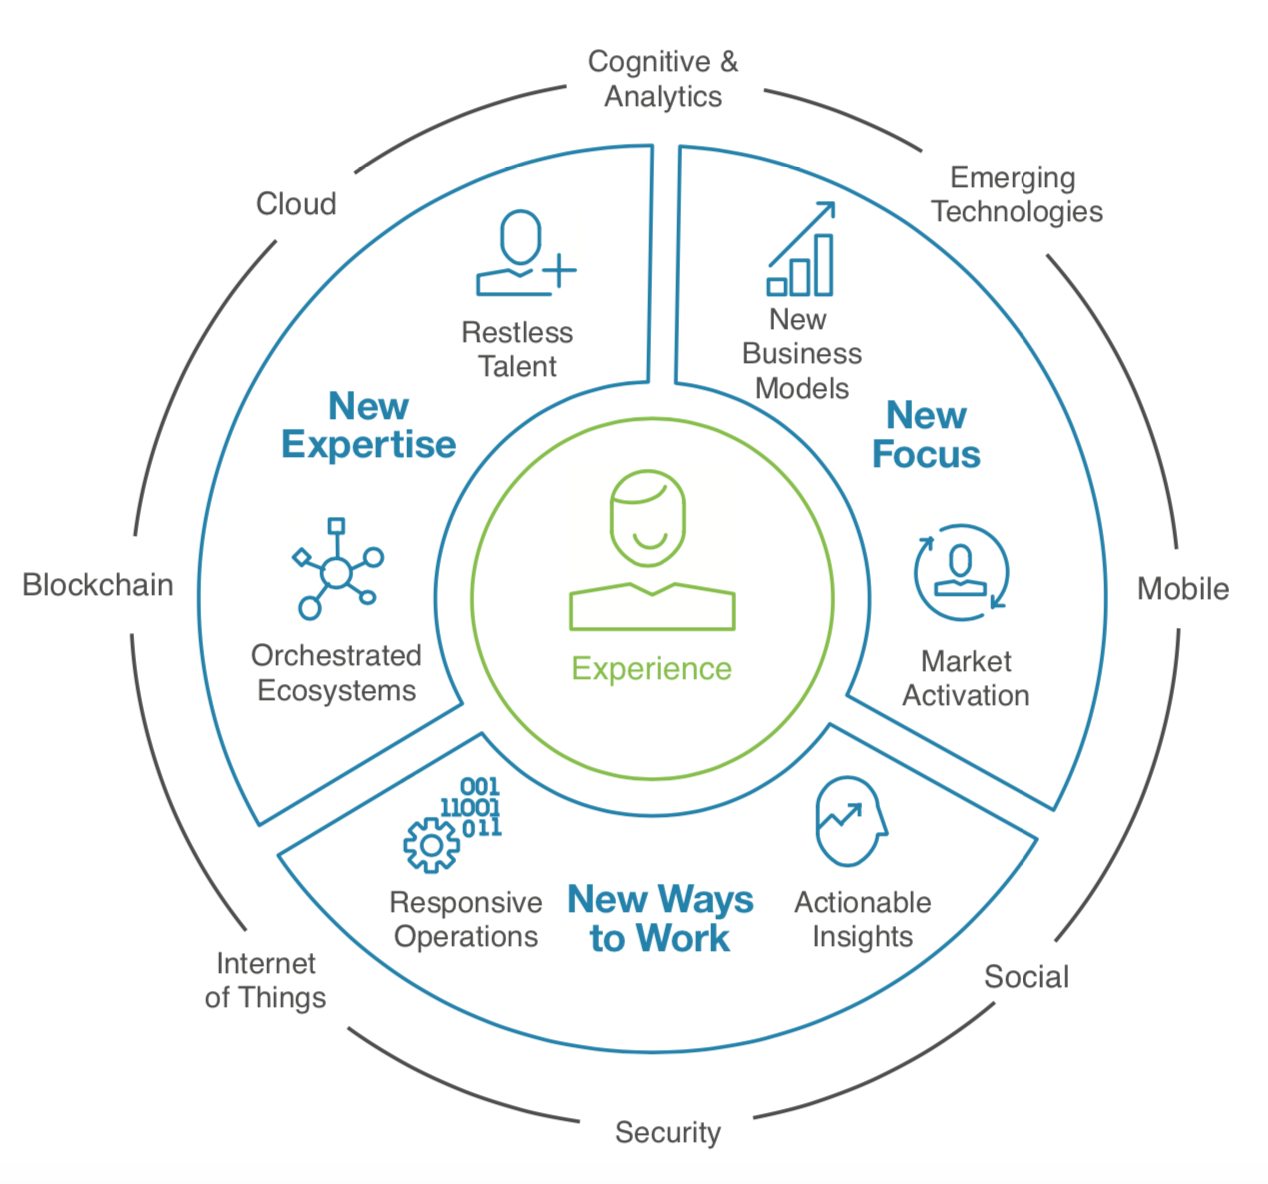 Cognitive &
Analytics
Emerging
Technologies
Cloud
Restless
Talent
New
Business
Models
New
Expertise
New
Focus
Experience
Blockchain
Mobile
Orchestrated
Ecosystems
Market
Activation
001
11001
011
Responsive
Operations
New Ways
to Work
Actionable
Insights
Internet
of Things
Social
Security